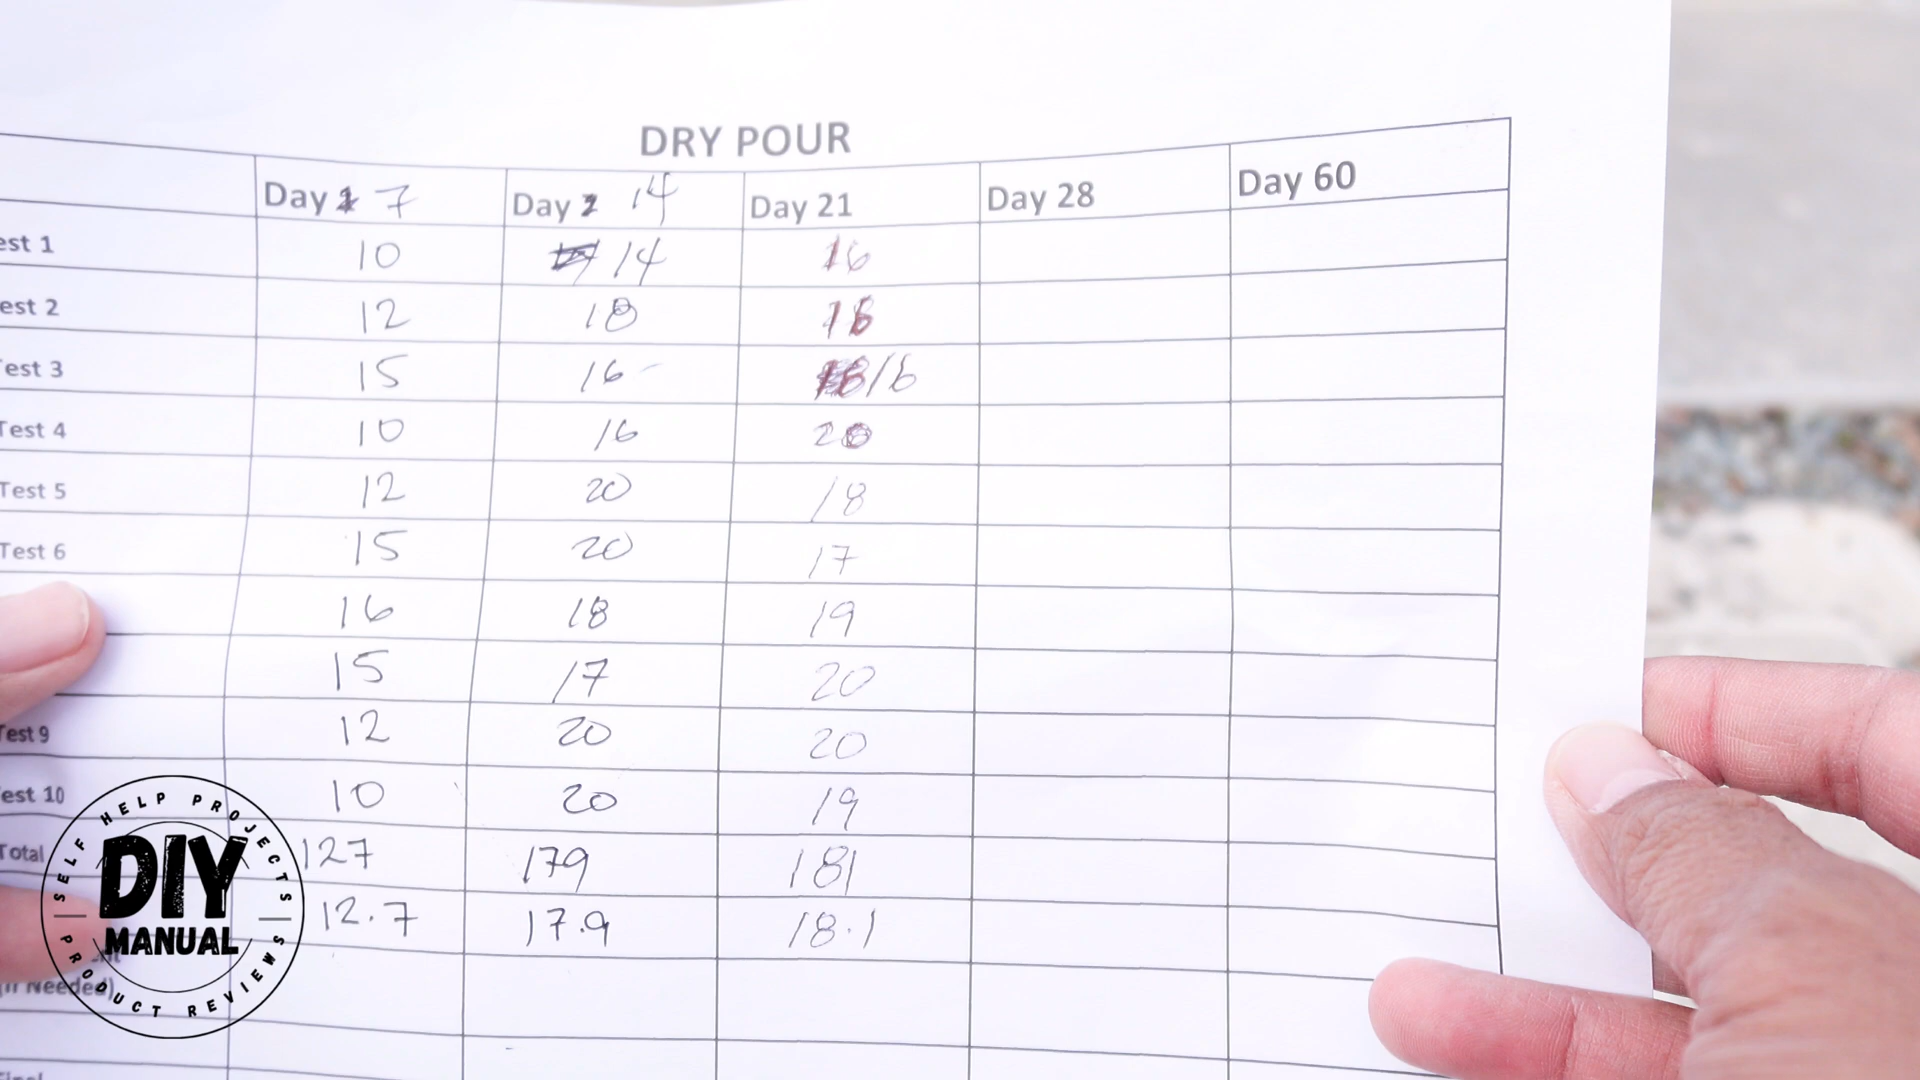 DRY POUR
Day 7 Day 14 Day 21 Day 28 Day 60
est 1 10 14 16
est 2 12 18
est 3 15 16 16
Test 4 10 16 20
Test 5 12 20 18
Test 6 15 20 17
16 18 19
15 17 20
Test 9 12 20 20
est 10 10 20 19
Total 127 179 181
12.7 17.9 18.1
(If Needed)
SELF HELP PROJECTS
DIY
MANUAL
PRODUCT REVIEWS